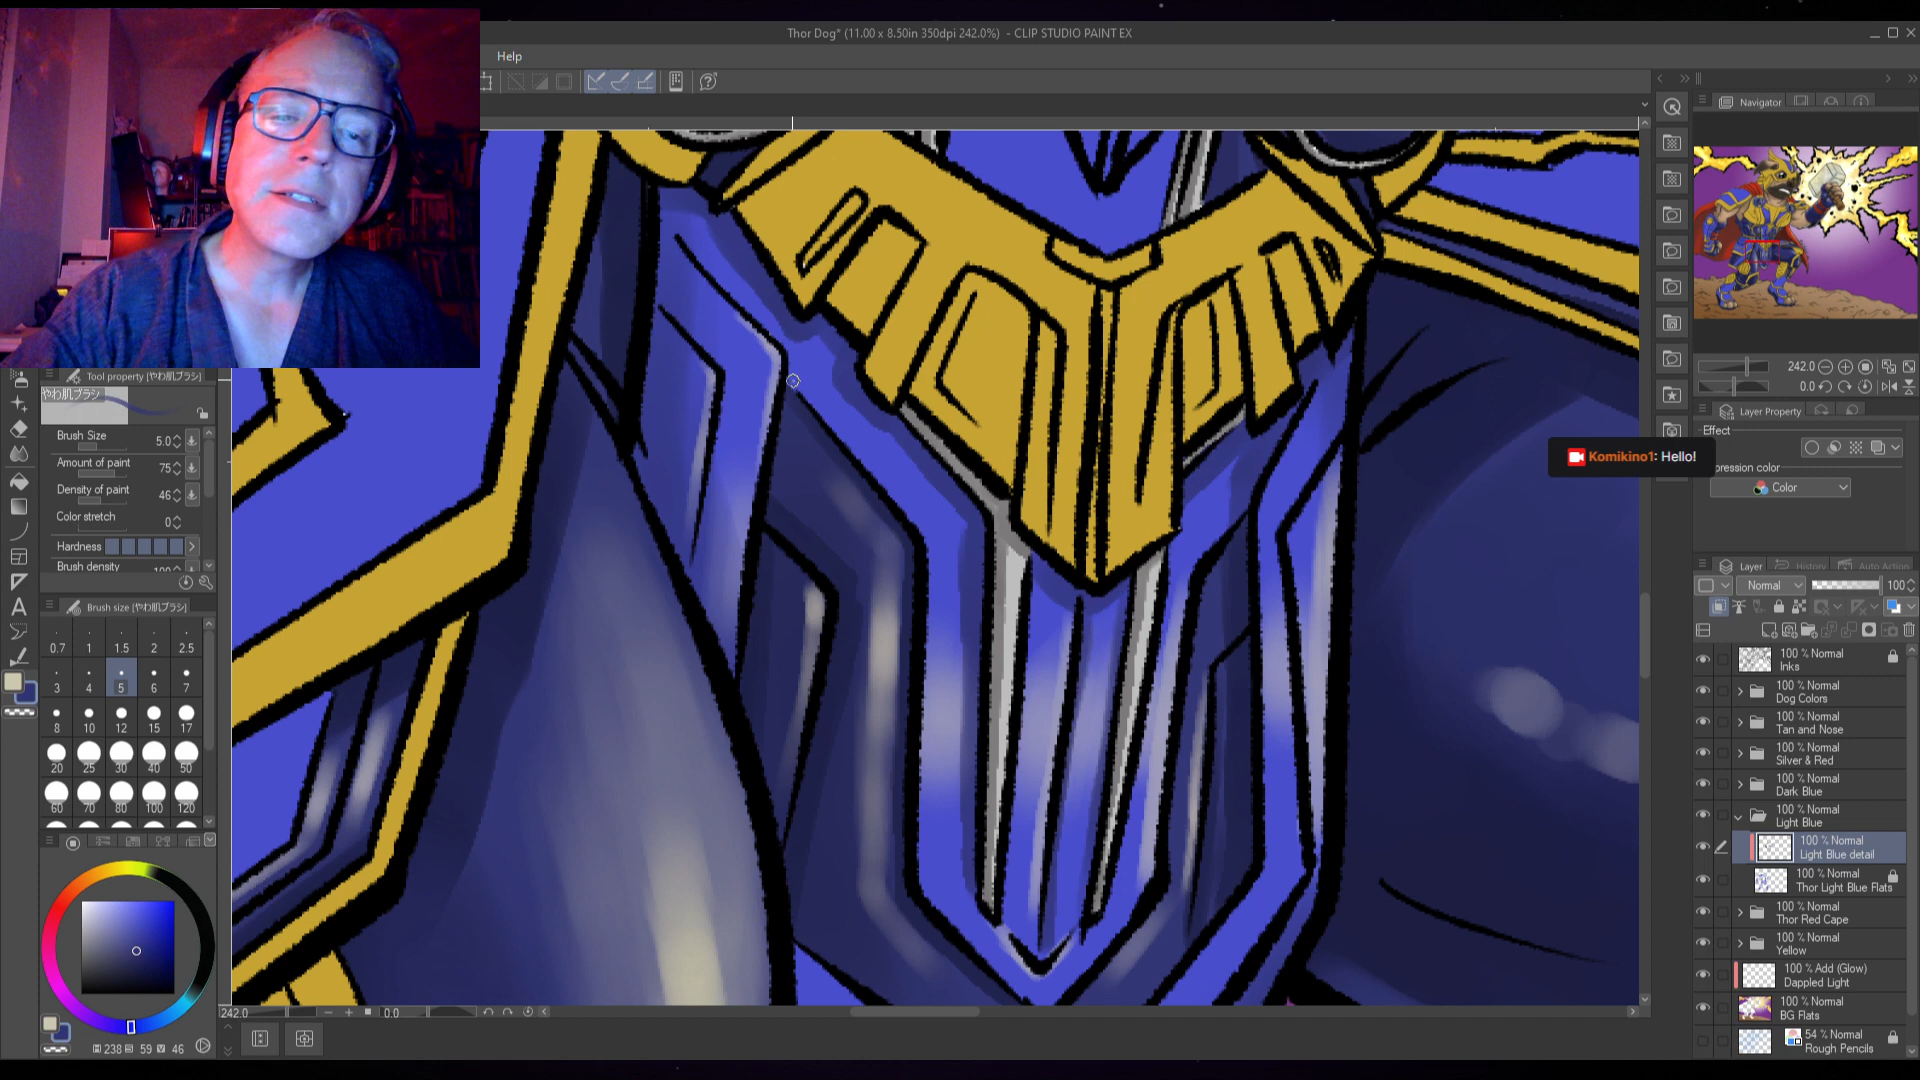 Thor Dog* (11.00 x 8.50in 350dpi 242.0%) - CLIP STUDIO PAINT EX
Help
Navigator
242.0
0.0
Layer Property
Effect
Komikino1: Hello!
pression color
Color
Tool property [やわ肌ブラシ]
やわ肌ブラシ
Brush Size 5.0
Amount of paint 75
Density of paint 46
Color stretch 0
Hardness
Brush density 100
Brush size [やわ肌ブラシ]
0.7 1 1.5 2 2.5
3 4 5 6 7
8 10 12 15 17
20 25 30 40 50
60 70 80 100 120
238 59 46
242.0 0.0
Layer History Auto Action
Normal 100
100 % Normal
Inks
100 % Normal
Dog Colors
100 % Normal
Tan and Nose
100 % Normal
Silver & Red
100 % Normal
Dark Blue
100 % Normal
Light Blue
100 % Normal
Light Blue detail
100 % Normal
Thor Light Blue Flats
100 % Normal
Thor Red Cape
100 % Normal
Yellow
100 % Add (Glow)
Dappled Light
100 % Normal
BG Flats
54 % Normal
Rough Pencils